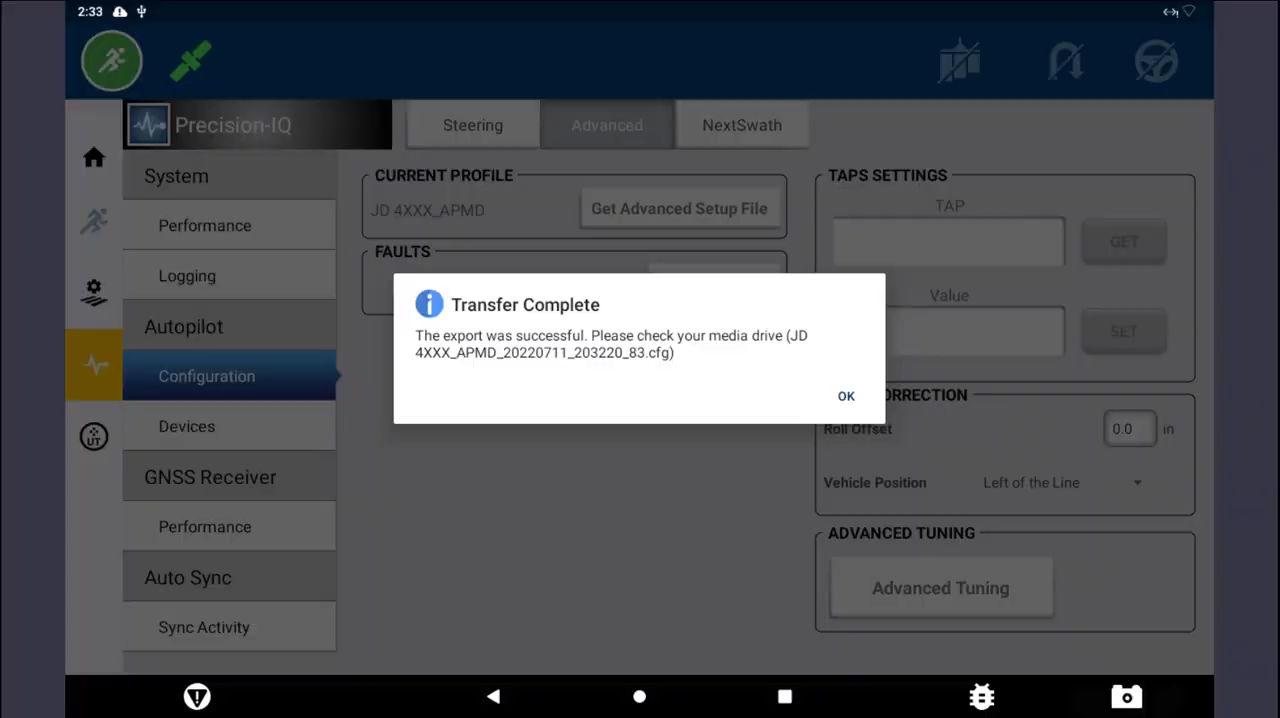 2:33
Precision-IQ
Steering
Advanced
NextSwath
System
Performance
Logging
Autopilot
Configuration
Devices
GNSS Receiver
Performance
Auto Sync
Sync Activity
CURRENT PROFILE
JD 4XXX_APMD
Get Advanced Setup File
FAULTS
Transfer Complete
The export was successful. Please check your media drive (JD
4XXX_APMD_20220711_203220_83.cfg)
OK
TAPS SETTINGS
TAP
GET
Value
SET
ORRECTION
Roll Offset
0.0
in
Vehicle Position
Left of the Line
ADVANCED TUNING
Advanced Tuning
UT